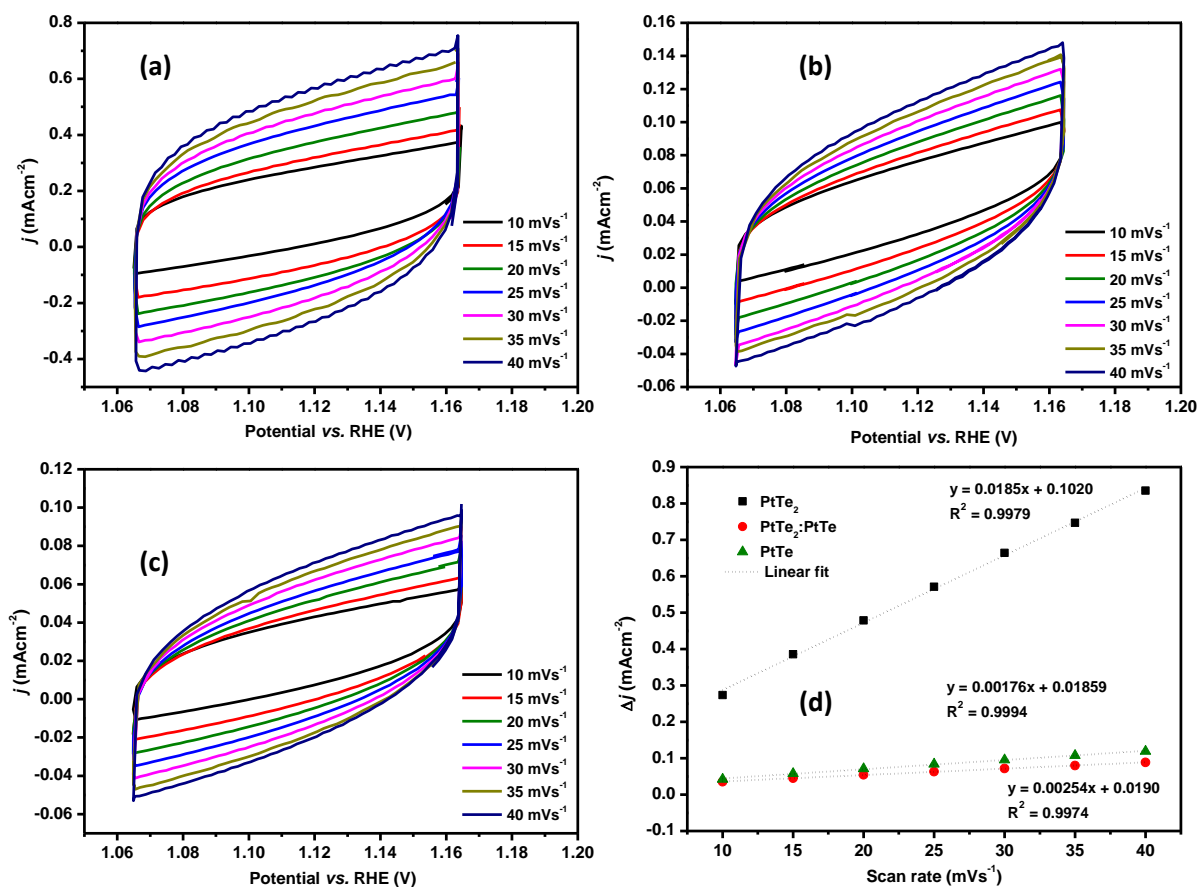 (a)
0.8
0.6
0.4
0.2
0.0
-0.2
-0.4
j (mAcm⁻²)
10 mVs⁻¹
15 mVs⁻¹
20 mVs⁻¹
25 mVs⁻¹
30 mVs⁻¹
35 mVs⁻¹
40 mVs⁻¹
1.06 1.08 1.10 1.12 1.14 1.16 1.18 1.20
Potential vs. RHE (V)
(b)
0.16
0.14
0.12
0.10
0.08
0.06
0.04
0.02
0.00
-0.02
-0.04
-0.06
j (mAcm⁻²)
10 mVs⁻¹
15 mVs⁻¹
20 mVs⁻¹
25 mVs⁻¹
30 mVs⁻¹
35 mVs⁻¹
40 mVs⁻¹
1.06 1.08 1.10 1.12 1.14 1.16 1.18 1.20
Potential vs. RHE (V)
(c)
0.12
0.10
0.08
0.06
0.04
0.02
0.00
-0.02
-0.04
-0.06
j (mAcm⁻²)
10 mVs⁻¹
15 mVs⁻¹
20 mVs⁻¹
25 mVs⁻¹
30 mVs⁻¹
35 mVs⁻¹
40 mVs⁻¹
1.06 1.08 1.10 1.12 1.14 1.16 1.18 1.20
Potential vs. RHE (V)
0.9
0.8
0.7
0.6
0.5
0.4
0.3
0.2
0.1
0.0
-0.1
Δj (mAcm⁻²)
PtTe₂
PtTe₂:PtTe
PtTe
Linear fit
y = 0.0185x + 0.1020
R² = 0.9979
y = 0.00176x + 0.01859
R² = 0.9994
(d)
y = 0.00254x + 0.0190
R² = 0.9974
10 15 20 25 30 35 40
Scan rate (mVs⁻¹)